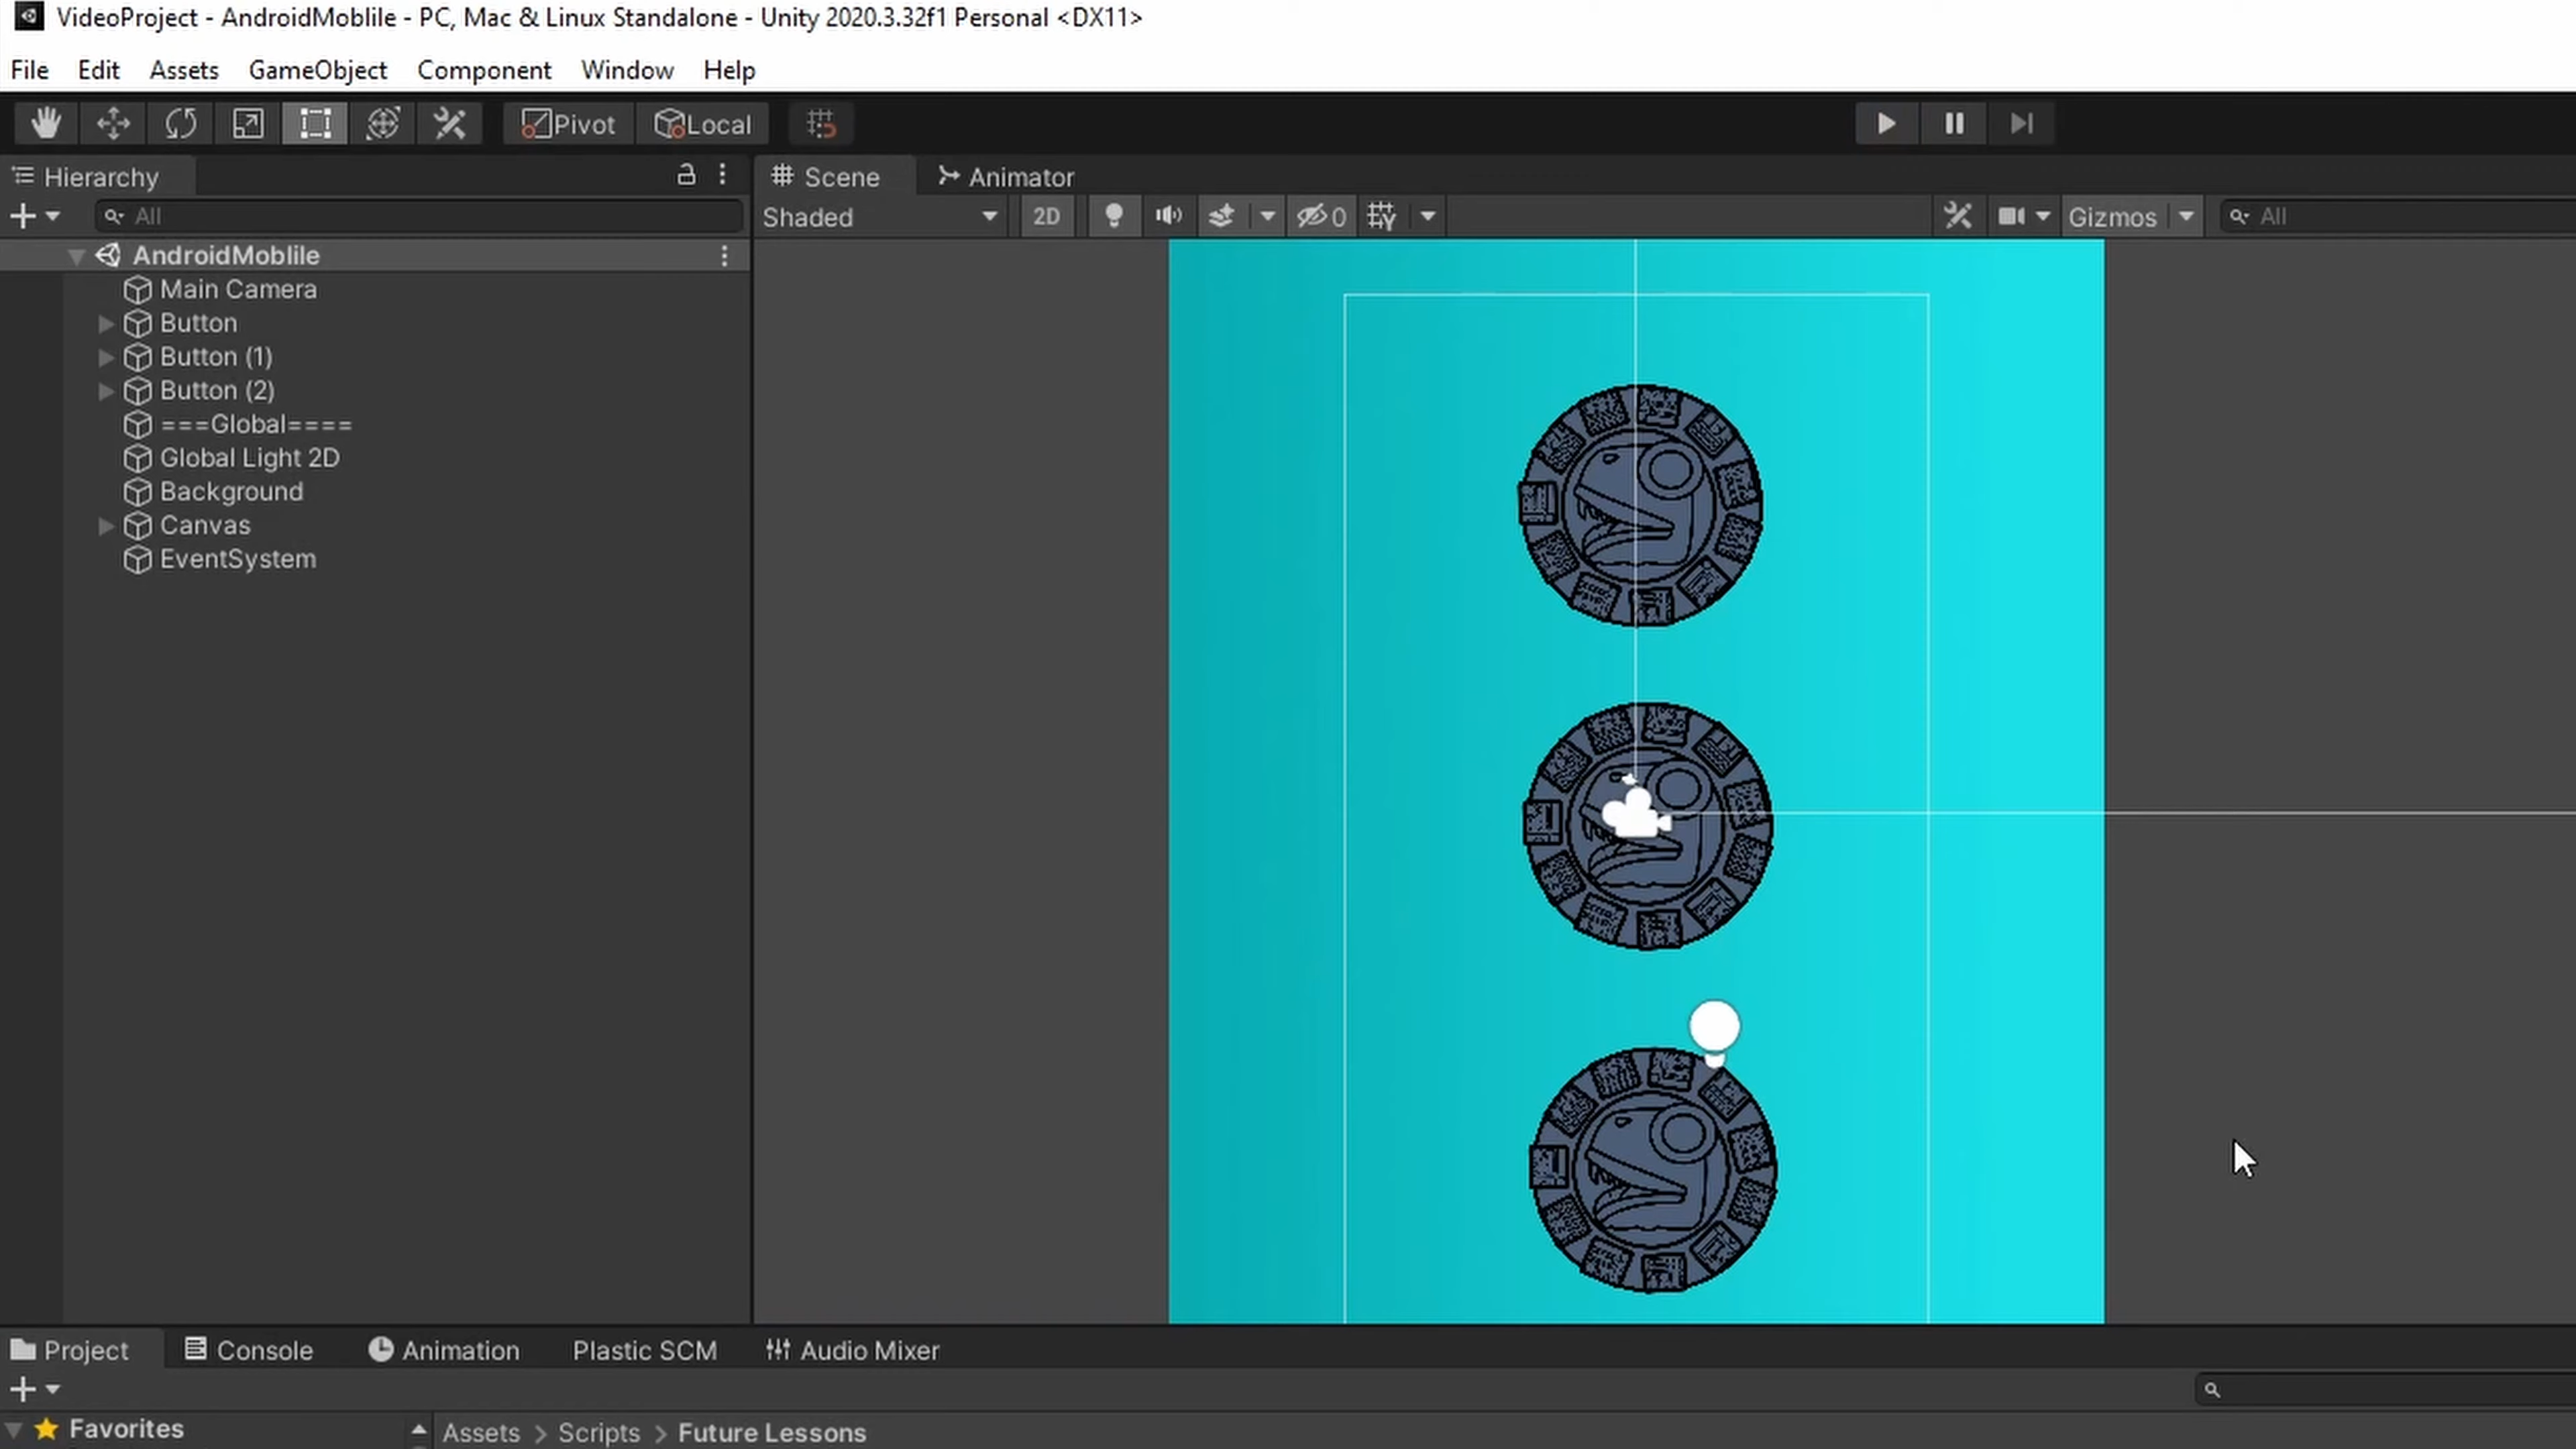 VideoProject - AndroidMoblile - PC, Mac & Linux Standalone - Unity 2020.3.32f1 Personal <DX11>
File Edit Assets GameObject Component Window Help
Pivot Local
Hierarchy
All
AndroidMoblile
Main Camera
Button
Button (1)
Button (2)
===Global====
Global Light 2D
Background
Canvas
EventSystem
Scene Animator
Shaded 2D 0 Gizmos All
Project Console Animation Plastic SCM Audio Mixer
Favorites
Assets > Scripts > Future Lessons